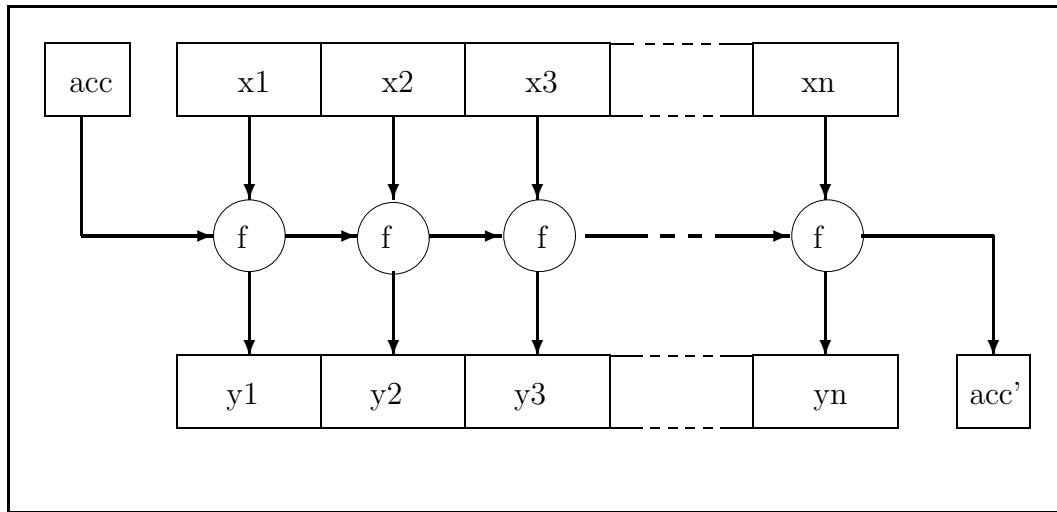 acc x1 x2 x3 xn
f f f f
y1 y2 y3 yn acc'